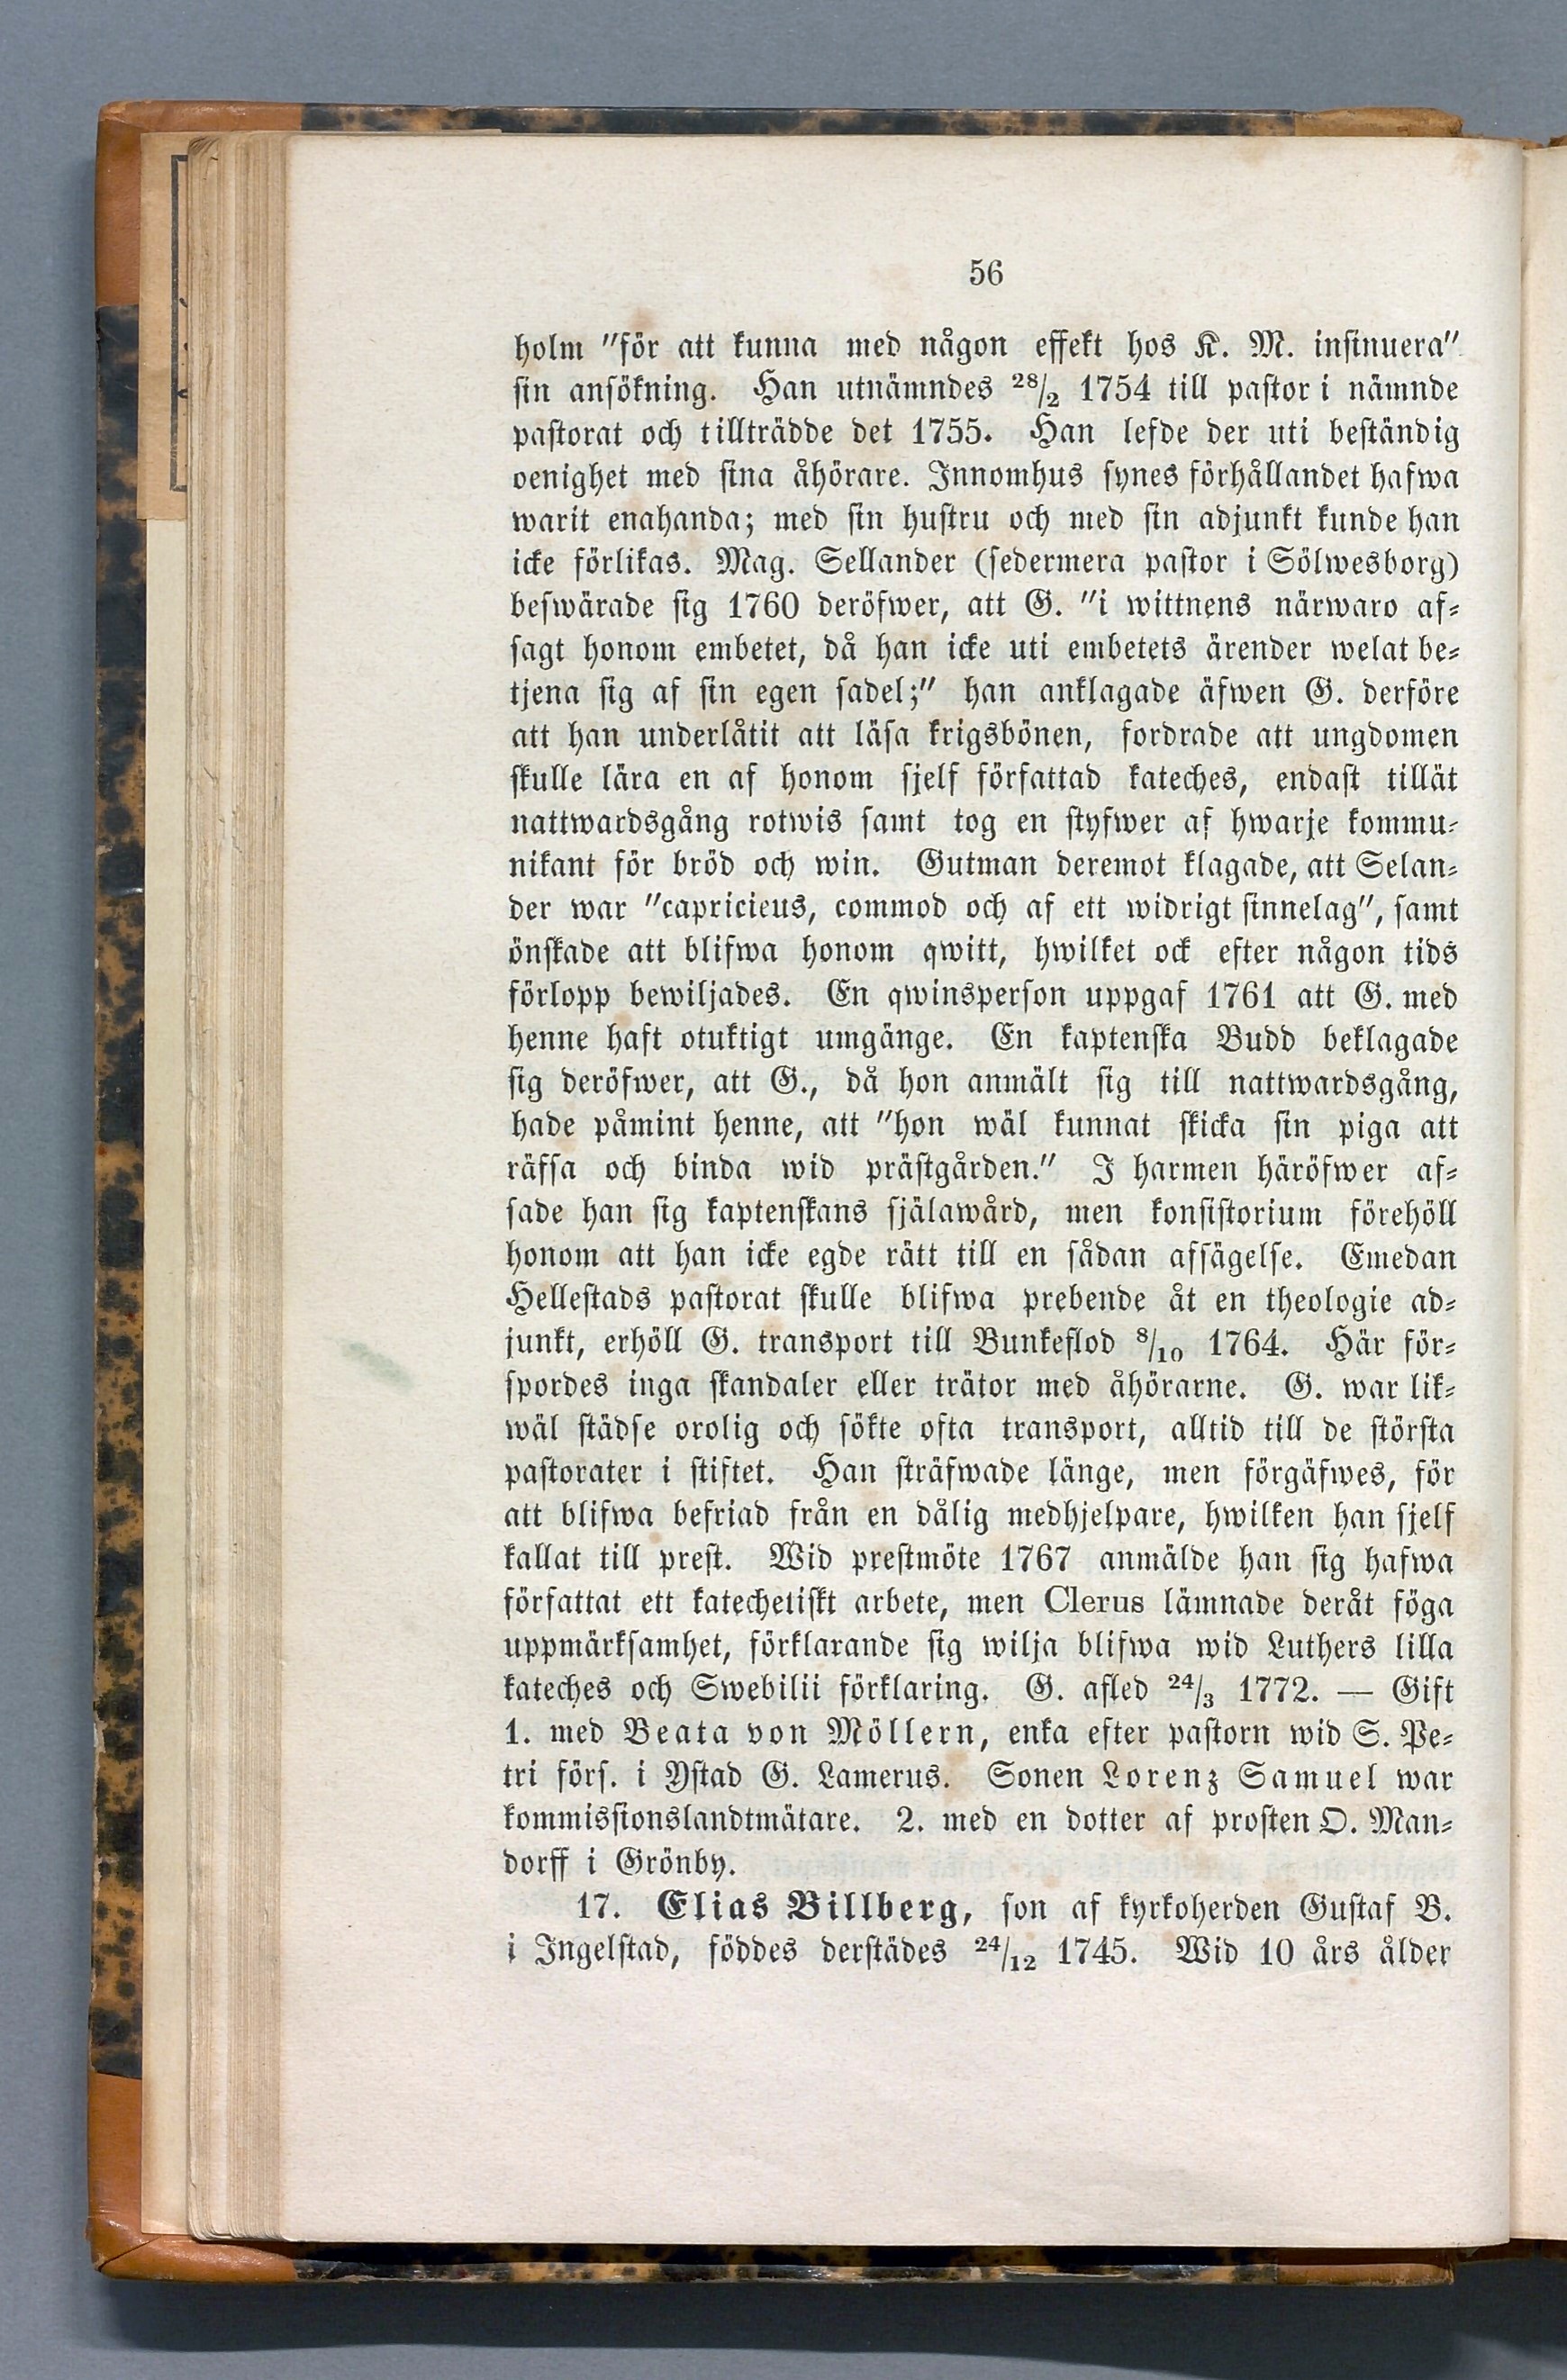 56
holm "för att kunna med någon effekt hos K. M. insinuera"
sin ansökning. Han utnämndes 28/2 1754 till pastor i nämnde
pastorat och tillträdde det 1755. Han lefde der uti beständig
oenighet med sina åhörare. Innomhus synes förhållandet hafwa
warit enahanda; med sin hustru och med sin adjunkt kunde han
icke förlikas. Mag. Sellander (sedermera pastor i Sölwesborg)
beswärade sig 1760 deröfwer, att G. "i wittnens närwaro af-
sagt honom embetet, då han icke uti embetets ärender welat be-
tjena sig af sin egen sadel;" han anklagade äfwen G. derföre
att han underlåtit att läsa krigsbönen, fordrade att ungdomen
skulle lära en af honom sjelf författad kateches, endast tillät
nattwardsgång rotwis samt tog en styfwer af hwarje kommu-
nikant för bröd och win. Gutman deremot klagade, att Selan-
der war "capricieus, commod och af ett widrigt sinnelag", samt
önskade att blifwa honom qwitt, hwilket ock efter någon tids
förlopp bewiljades. En qwinsperson uppgaf 1761 att G. med
henne haft otuktigt umgänge. En kaptenska Budd beklagade
sig deröfwer, att G., då hon anmält sig till nattwardsgång,
hade påmint henne, att "hon wäl kunnat skicka sin piga att
räfsa och binda wid prästgården." I harmen häröfwer af-
sade han sig kaptenskans själawård, men konsistorium förehöll
honom att han icke egde rätt till en sådan afsägelse. Emedan
Hellestads pastorat skulle blifwa prebende åt en theologie ad-
junkt, erhöll G. transport till Bunkeflod 8/10 1764. Här för-
spordes inga skandaler eller trätor med åhörarne. G. war lik-
wäl städse orolig och sökte ofta transport, alltid till de största
pastorater i stiftet. Han sträfwade länge, men förgäfwes, för
att blifwa befriad från en dålig medhjelpare, hwilken han sjelf
kallat till prest. Wid prestmöte 1767 anmälde han sig hafwa
författat ett katechetiskt arbete, men Clerus lämnade deråt föga
uppmärksamhet, förklarande sig wilja blifwa wid Luthers lilla
kateches och Swebilii förklaring. G. afled 24/3 1772. — Gift
1. med Beata von Möllern, enka efter pastorn wid S. Pe-
tri förs. i Ystad G. Lamerus. Sonen Lorenz Samuel war
kommissionslandtmätare. 2. med en dotter af prosten O. Man-
dorff i Grönby.
17. Elias Billberg, son af kyrkoherden Gustaf B.
i Ingelstad, föddes derstädes 24/12 1745. Wid 10 års ålder